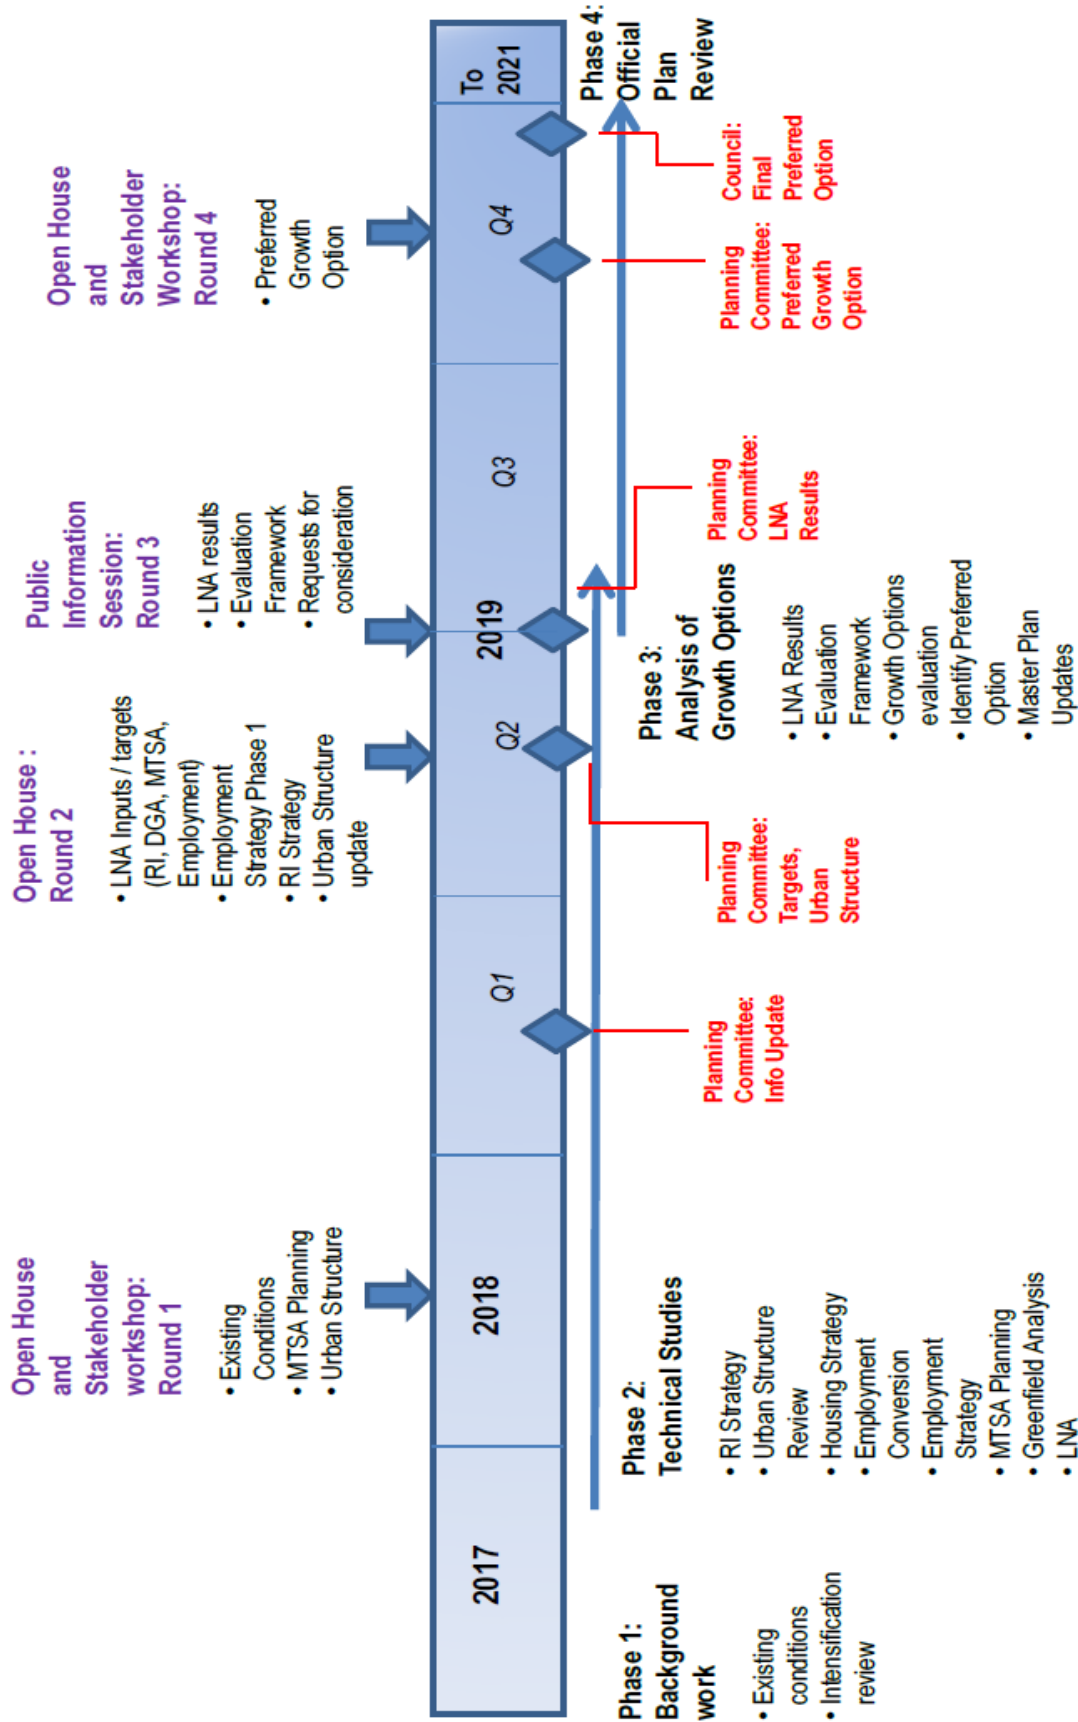 Open House
and
Stakeholder
workshop:
Round 1
• Existing
Conditions
• MTSA Planning
• Urban Structure
Open House :
Round 2
• LNA Inputs / targets
(RI, DGA, MTSA,
Employment)
• Employment
Strategy Phase 1
• RI Strategy
• Urban Structure
update
Public
Information
Session:
Round 3
• LNA results
• Evaluation
Framework
• Requests for
consideration
Open House
and
Stakeholder
Workshop:
Round 4
• Preferred
Growth
Option
2017
2018
Q1
Q2
2019
Q3
Q4
To
2021
Phase 1:
Background
work
• Existing
conditions
• Intensification
review
Phase 2:
Technical Studies
• RI Strategy
• Urban Structure
Review
• Housing Strategy
• Employment
Conversion
• Employment
Strategy
• MTSA Planning
• Greenfield Analysis
• LNA
Planning
Committee:
Info Update
Planning
Committee:
Targets,
Urban
Structure
Phase 3:
Analysis of
Growth Options
• LNA Results
• Evaluation
Framework
• Growth Options
evaluation
• Identify Preferred
Option
• Master Plan
Updates
Planning
Committee:
LNA
Results
Planning
Committee:
Preferred
Growth
Option
Council:
Final
Preferred
Option
Phase 4:
Official
Plan
Review